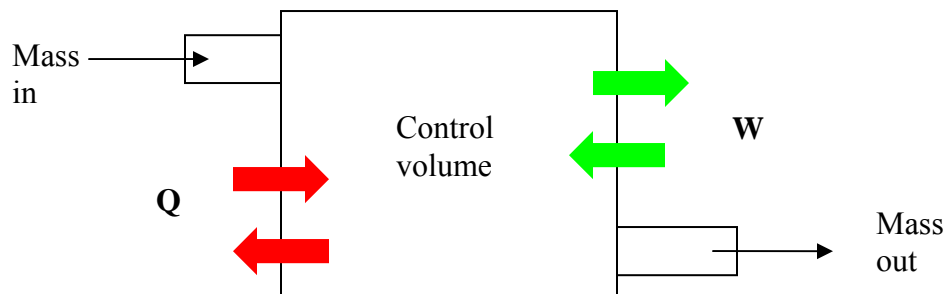 Mass
in
Control
volume
W
Q
Mass
out